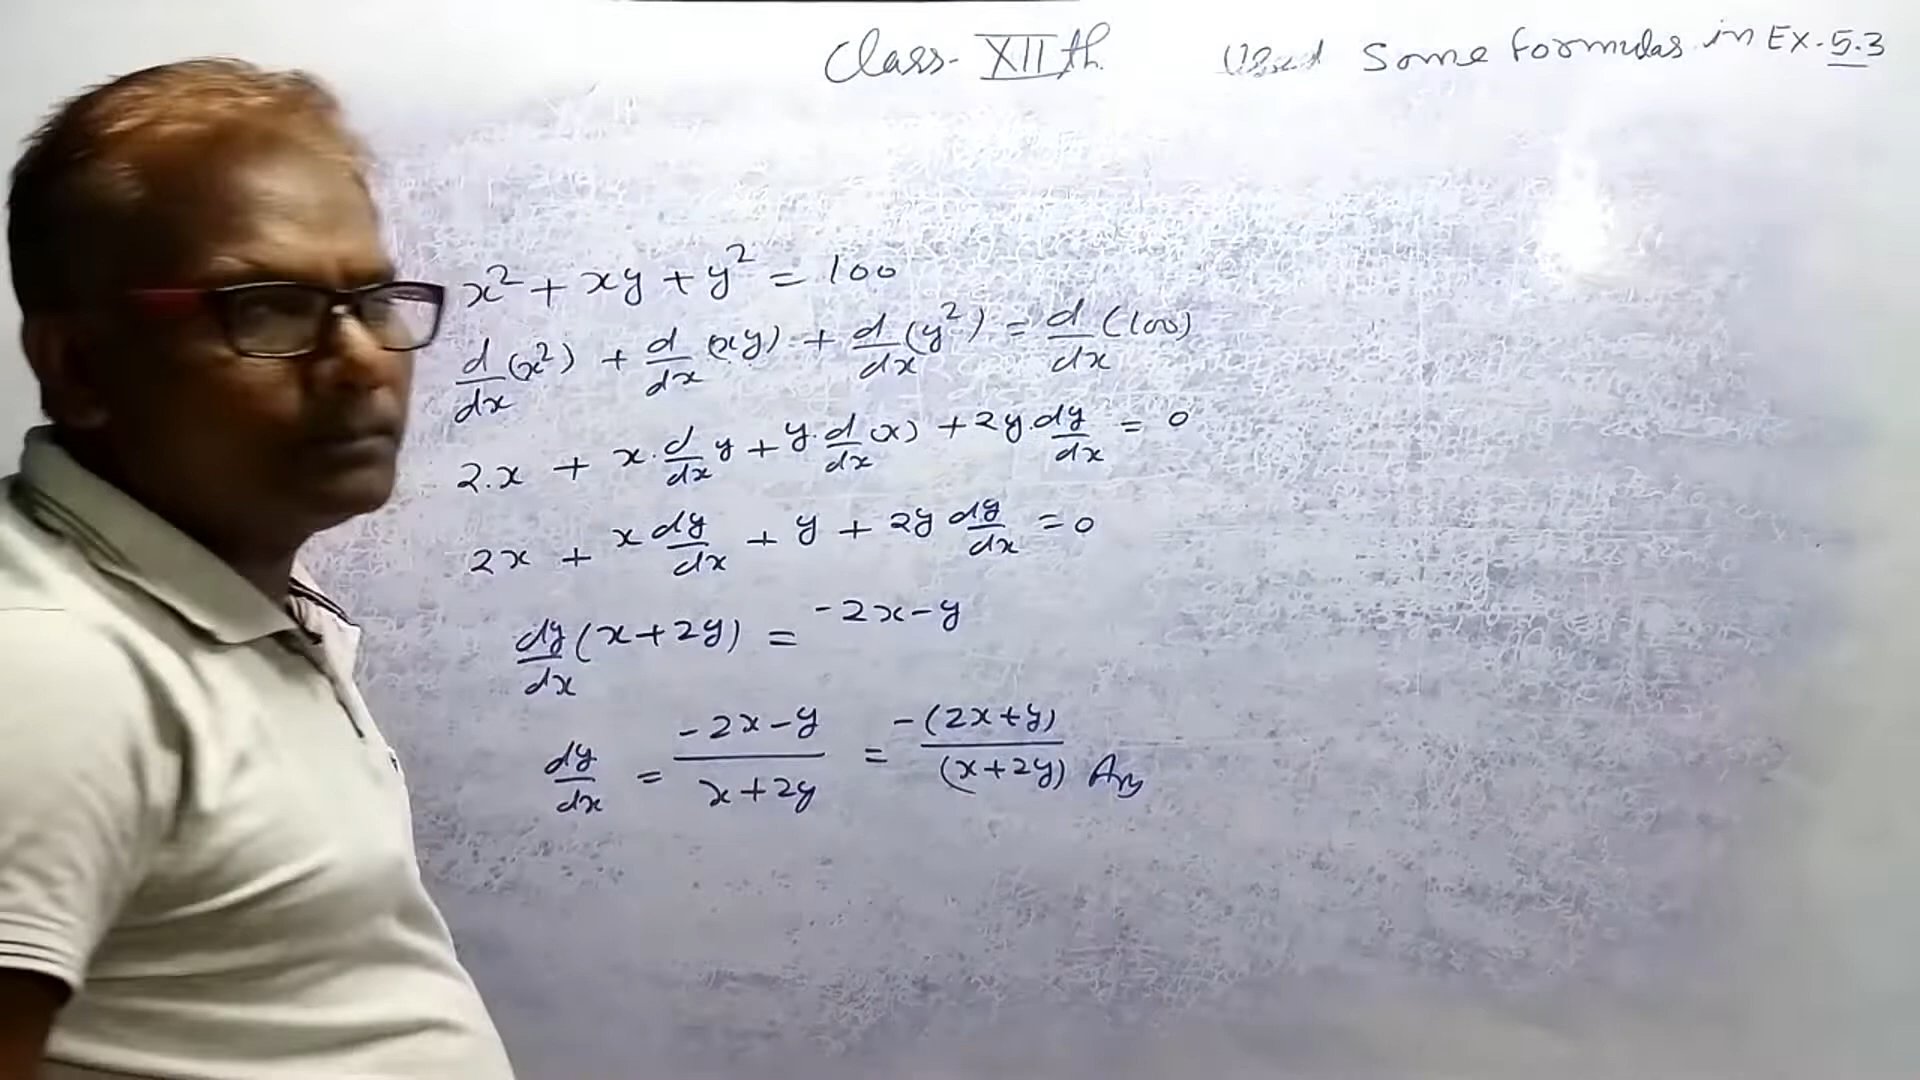 Class- XIIth Used Some formulas in EX-5.3
x² + xy + y² = 100
d/dx (x²) + d/dx (xy) + d/dx (y²) = d/dx (100)
2.x + x. d/dx y + y. d/dx (x) + 2y dy/dx = 0
2x + x dy/dx + y + 2y dy/dx = 0
dy/dx (x+2y) = -2x-y
dy/dx = -2x-y / x+2y = -(2x+y) / (x+2y) Ans